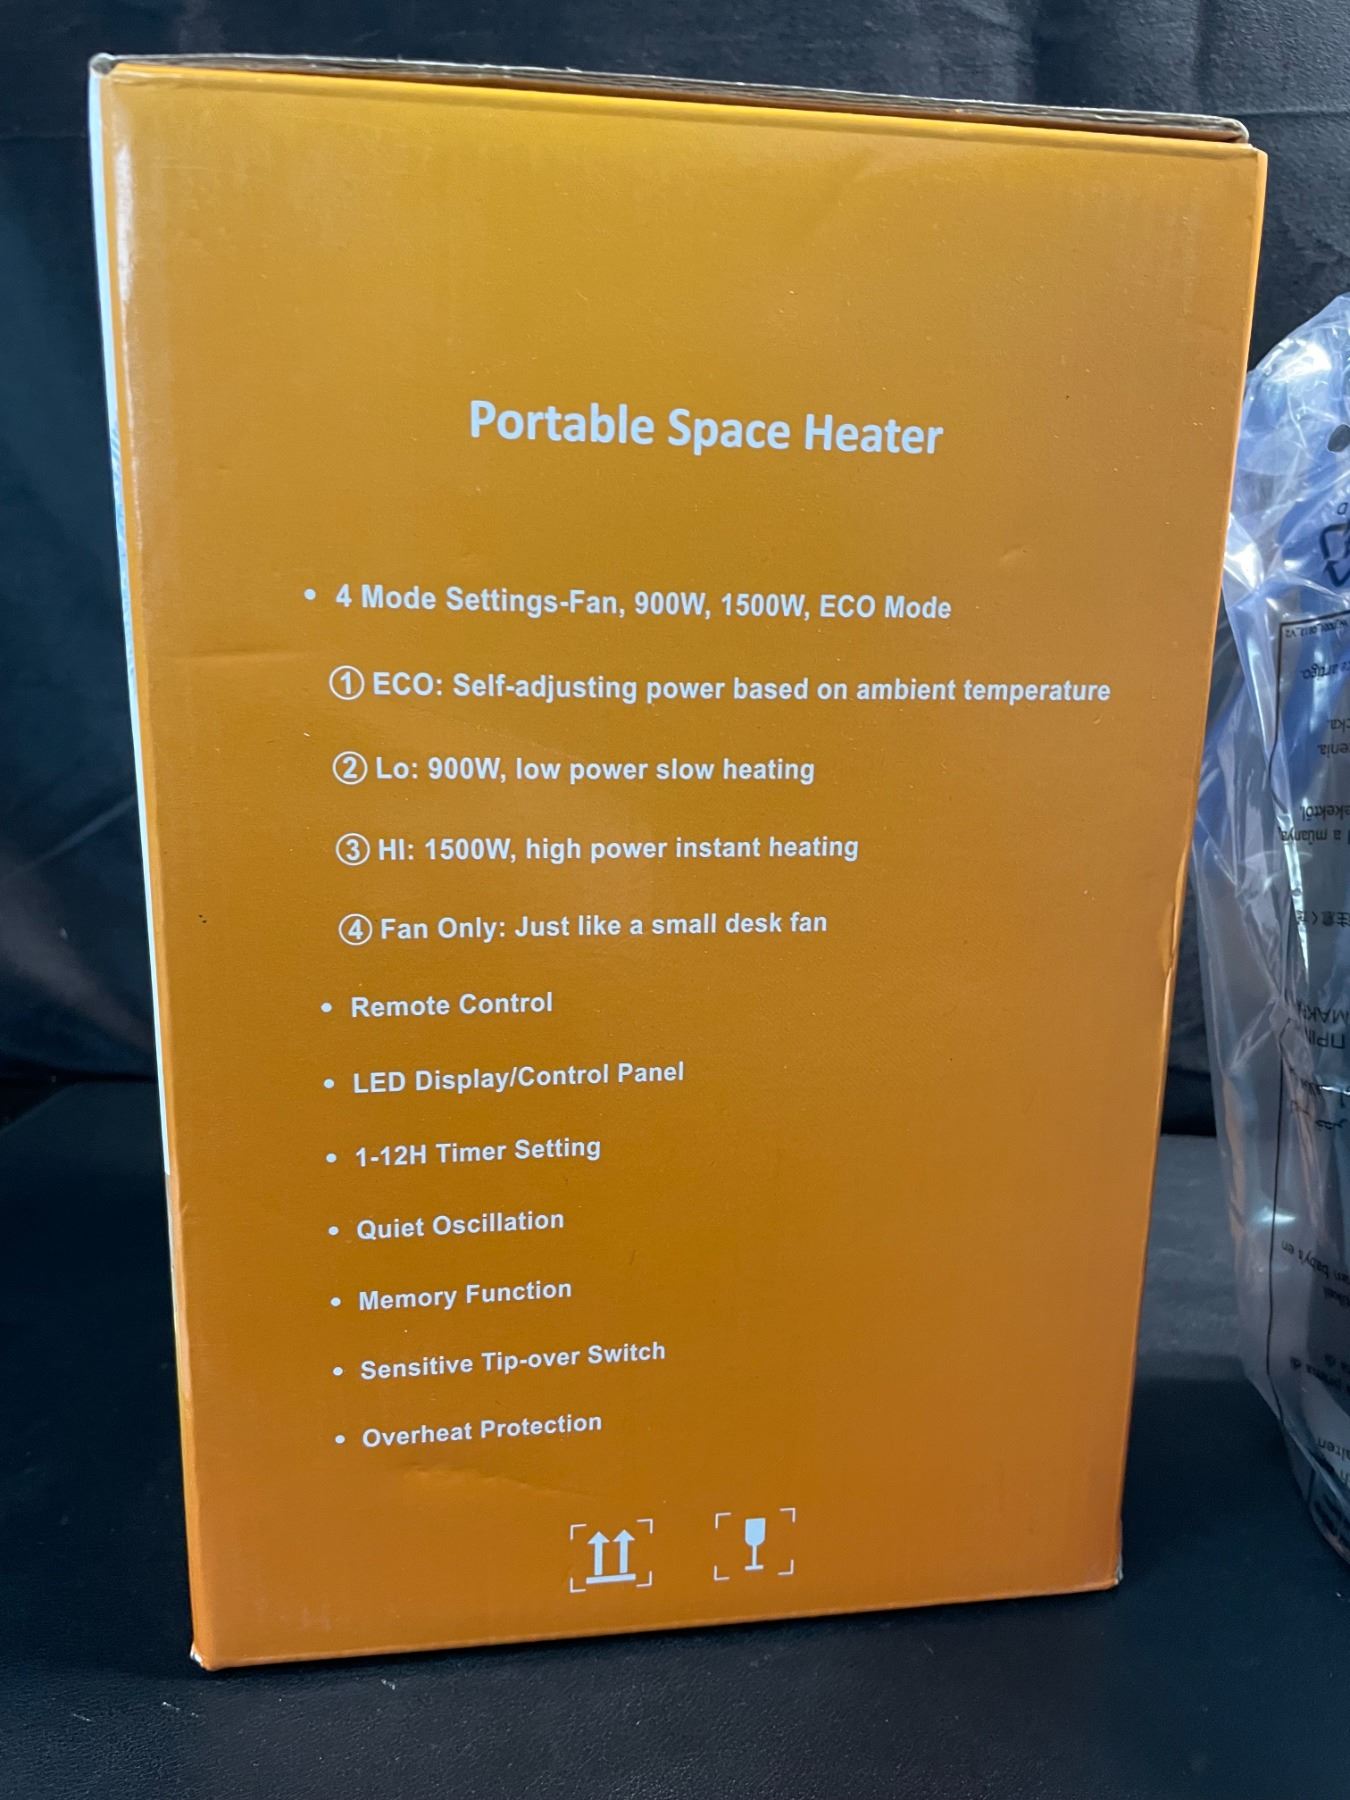 Portable Space Heater
• 4 Mode Settings-Fan, 900W, 1500W, ECO Mode
① ECO: Self-adjusting power based on ambient temperature
② Lo: 900W, low power slow heating
③ HI: 1500W, high power instant heating
④ Fan Only: Just like a small desk fan
• Remote Control
• LED Display/Control Panel
• 1-12H Timer Setting
• Quiet Oscillation
• Memory Function
• Sensitive Tip-over Switch
• Overheat Protection